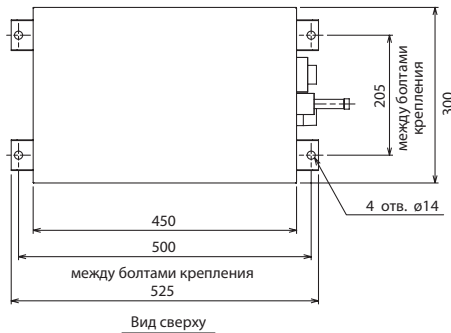 205
между болтами
крепления
300
4 отв. ø14
450
500
между болтами крепления
525
Вид сверху